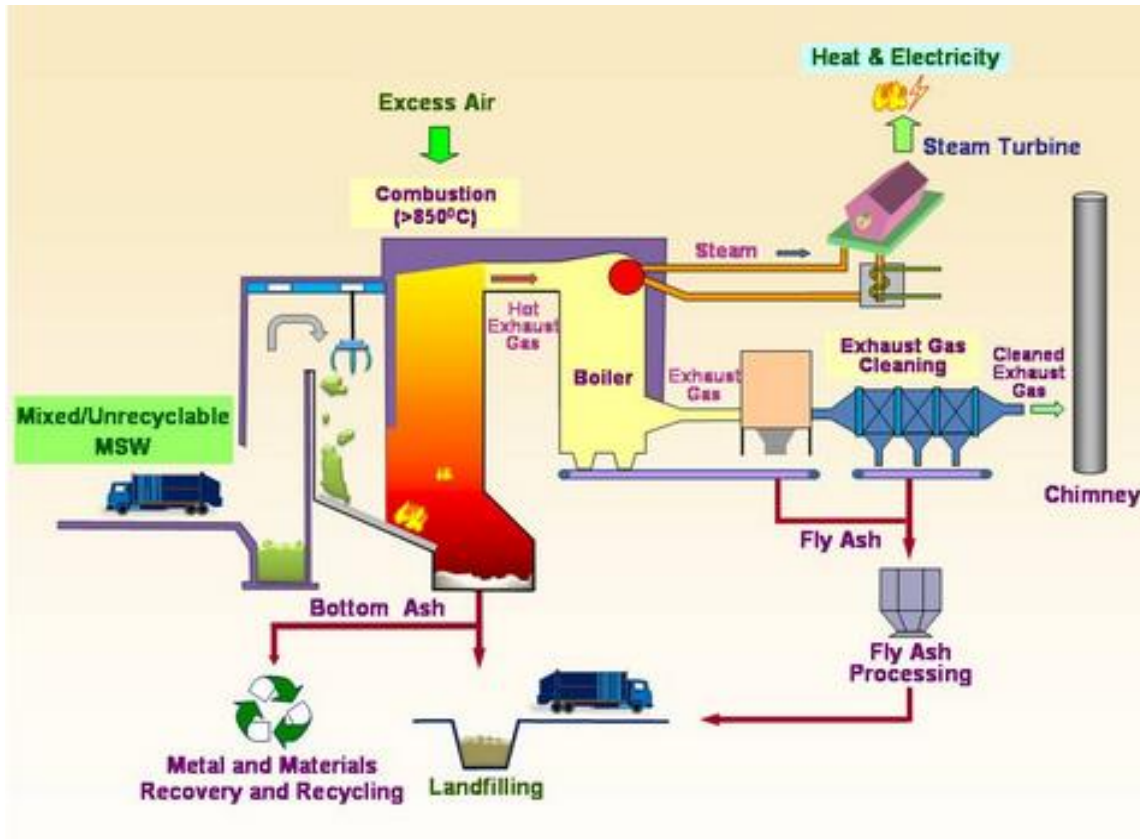 Heat & Electricity
Excess Air
Steam Turbine
Combustion
(>850⁰C)
Steam
Hot
Exhaust
Gas
Boiler
Exhaust
Gas
Exhaust Gas
Cleaning
Cleaned
Exhaust
Gas
Mixed/Unrecyclable
MSW
Chimney
Fly Ash
Bottom Ash
Fly Ash
Processing
Metal and Materials
Recovery and Recycling
Landfilling